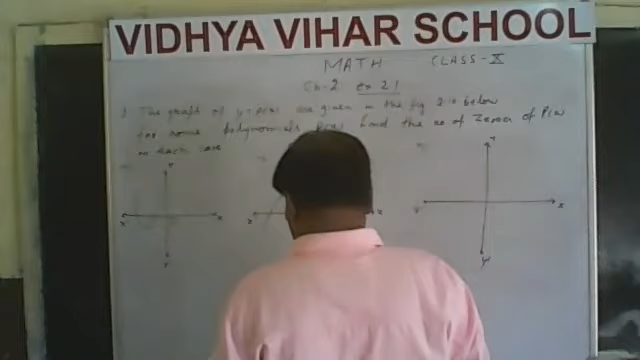 VIDHYA VIHAR SCHOOL
MATH CLASS-X
Ch-2 ex 2.1
1 The graph of y=p(x) are given in the fig 2.10 below
for some polynomials p(x) find the no of Zeroes of P(x)
in each case
Y
Y
X' X
X' X
X
Y'
Y'